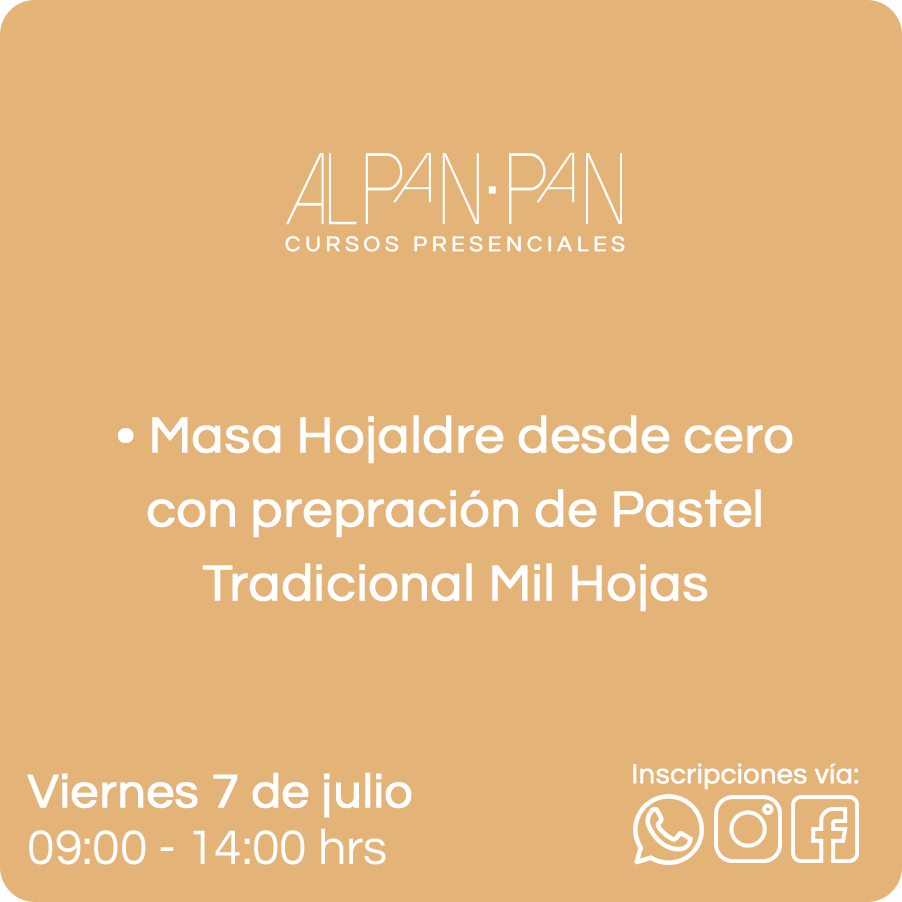 ALPAN·PAN
CURSOS PRESENCIALES
• Masa Hojaldre desde cero
con prepración de Pastel
Tradicional Mil Hojas
Viernes 7 de julio
09:00 - 14:00 hrs
Inscripciones vía: